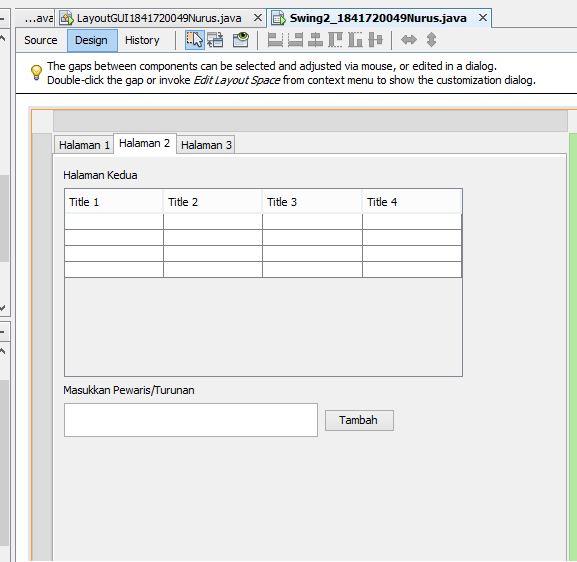 ...ava LayoutGUI1841720049Nurus.java Swing2_1841720049Nurus.java
Source Design History
The gaps between components can be selected and adjusted via mouse, or edited in a dialog.
Double-click the gap or invoke Edit Layout Space from context menu to show the customization dialog.
Halaman 1 Halaman 2 Halaman 3
Halaman Kedua
Title 1 Title 2 Title 3 Title 4
Masukkan Pewaris/Turunan
Tambah